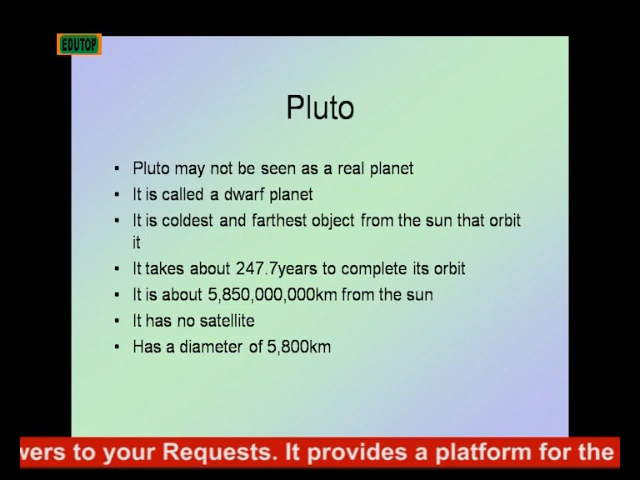 EDUTOP
Pluto
• Pluto may not be seen as a real planet
• It is called a dwarf planet
• It is coldest and farthest object from the sun that orbit
it
• It takes about 247.7years to complete its orbit
• It is about 5,850,000,000km from the sun
• It has no satellite
• Has a diameter of 5,800km
wers to your Requests. It provides a platform for the